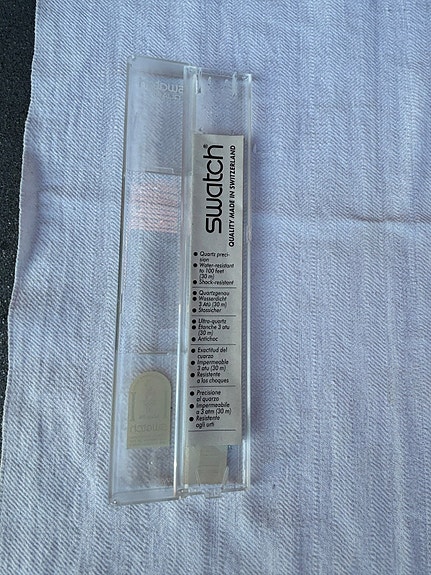 swatch®
QUALITY MADE IN SWITZERLAND
● Quartz preci-
sion
● Water-resistant
to 100 feet
(30 m)
● Shock-resistant
● Quartzgenau
● Wasserdicht
3 Atü (30 m)
● Stossicher
● Ultra-quartz
● Etanche 3 atu
(30 m)
● Antichoc
● Exactitud del
cuarzo
● Impermeable
3 atu (30 m)
● Resistente
a los choques
● Precisione
al quarzo
● Impermeabile
a 3 atm (30 m)
● Resistente
agli urti
SWATCH